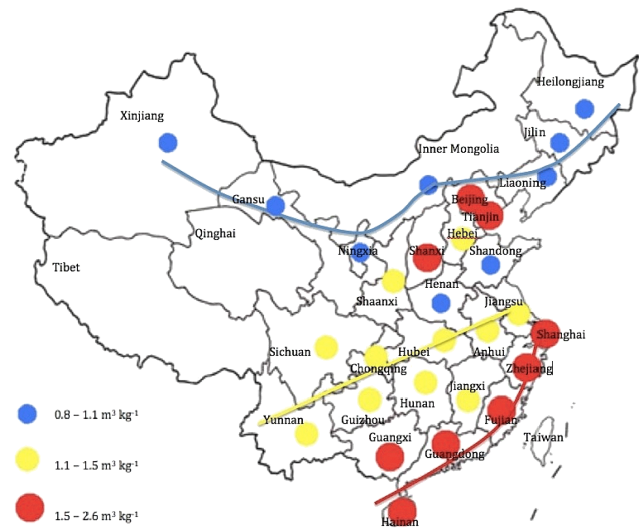 Heilongjiang
Xinjiang
Jilin
Inner Mongolia
Liaoning
Gansu
Beijing
Tianjin
Qinghai
Hebei
Ningxia
Shanxi
Shandong
Tibet
Henan
Shaanxi
Jiangsu
Shanghai
Sichuan
Hubei
Anhui
Chongqing
Zhejiang
Hunan
Jiangxi
Yunnan
Guizhou
Fujian
Taiwan
Guangxi
Guangdong
Hainan
0.8 – 1.1 m³ kg⁻¹
1.1 – 1.5 m³ kg⁻¹
1.5 – 2.6 m³ kg⁻¹